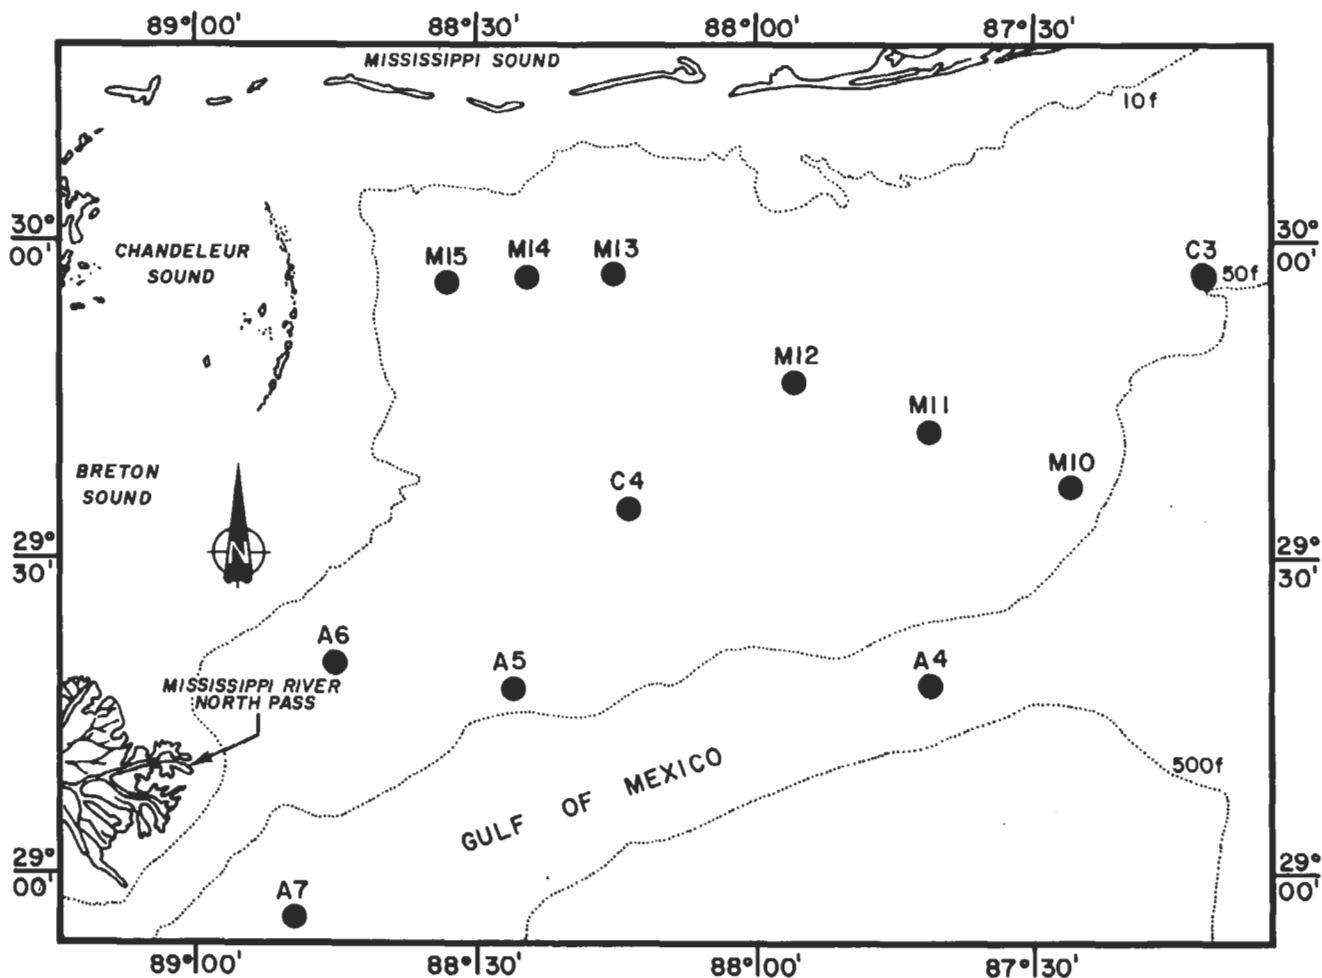 89°00' 88°30' 88°00' 87°30'
MISSISSIPPI SOUND
10f
30°
00'
30°
00'
CHANDELEUR
SOUND
M15 M14 M13
C3
50f
M12
M11
M10
BRETON
SOUND
C4
N
29°
30'
29°
30'
A6
A5
A4
MISSISSIPPI RIVER
NORTH PASS
GULF OF MEXICO
500f
29°
00'
29°
00'
A7
89°00' 88°30' 88°00' 87°30'